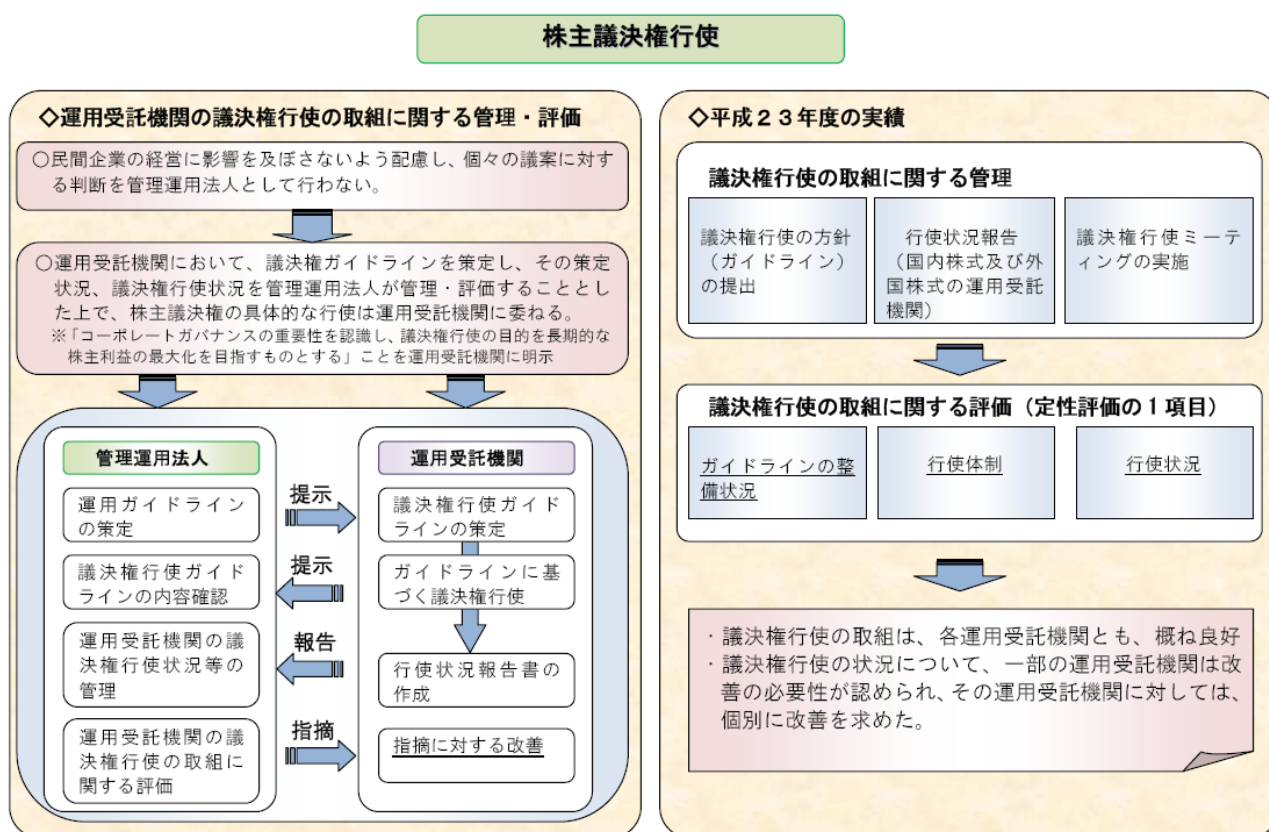 株主議決権行使
◇運用受託機関の議決権行使の取組に関する管理・評価
○民間企業の経営に影響を及ぼさないよう配慮し、個々の議案に対す
る判断を管理運用法人として行わない。
○運用受託機関において、議決権ガイドラインを策定し、その策定
状況、議決権行使状況を管理運用法人が管理・評価することとし
た上で、株主議決権の具体的な行使は運用受託機関に委ねる。
※「コーポレートガバナンスの重要性を認識し、議決権行使の目的を長期的な
株主利益の最大化を目指すものとする」ことを運用受託機関に明示
管理運用法人
運用ガイドライン
の策定
議決権行使ガイド
ラインの内容確認
運用受託機関の議
決権行使状況等の
管理
運用受託機関の議
決権行使の取組に
関する評価
提示
提示
報告
指摘
運用受託機関
議決権行使ガイド
ラインの策定
ガイドラインに基
づく議決権行使
行使状況報告書の
作成
指摘に対する改善
◇平成23年度の実績
議決権行使の取組に関する管理
議決権行使の方針
（ガイドライン）
の提出
行使状況報告
（国内株式及び外
国株式の運用受託
機関）
議決権行使ミーテ
ィングの実施
議決権行使の取組に関する評価（定性評価の１項目）
ガイドラインの整
備状況
行使体制
行使状況
・議決権行使の取組は、各運用受託機関とも、概ね良好
・議決権行使の状況について、一部の運用受託機関は改
善の必要性が認められ、その運用受託機関に対しては、
個別に改善を求めた。